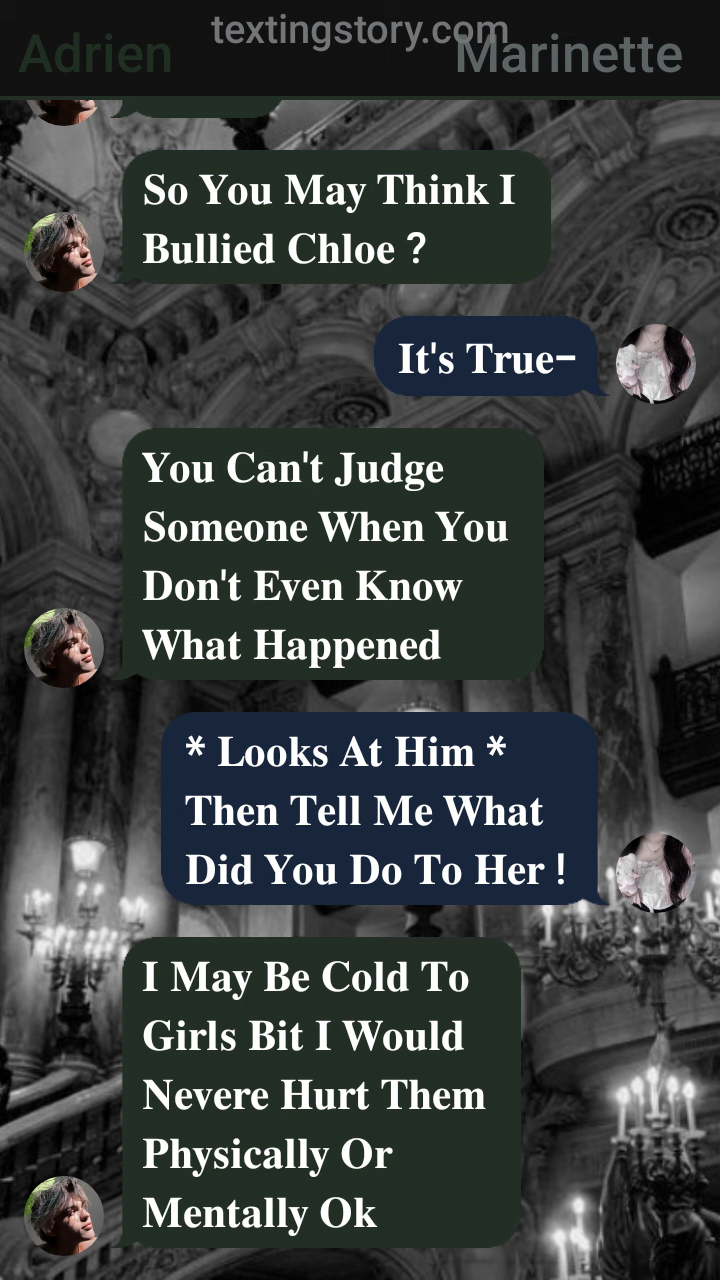 textingstory.com
Adrien
Marinette
So You May Think I
Bullied Chloe ?
It's True-
You Can't Judge
Someone When You
Don't Even Know
What Happened
* Looks At Him *
Then Tell Me What
Did You Do To Her !
I May Be Cold To
Girls Bit I Would
Nevere Hurt Them
Physically Or
Mentally Ok